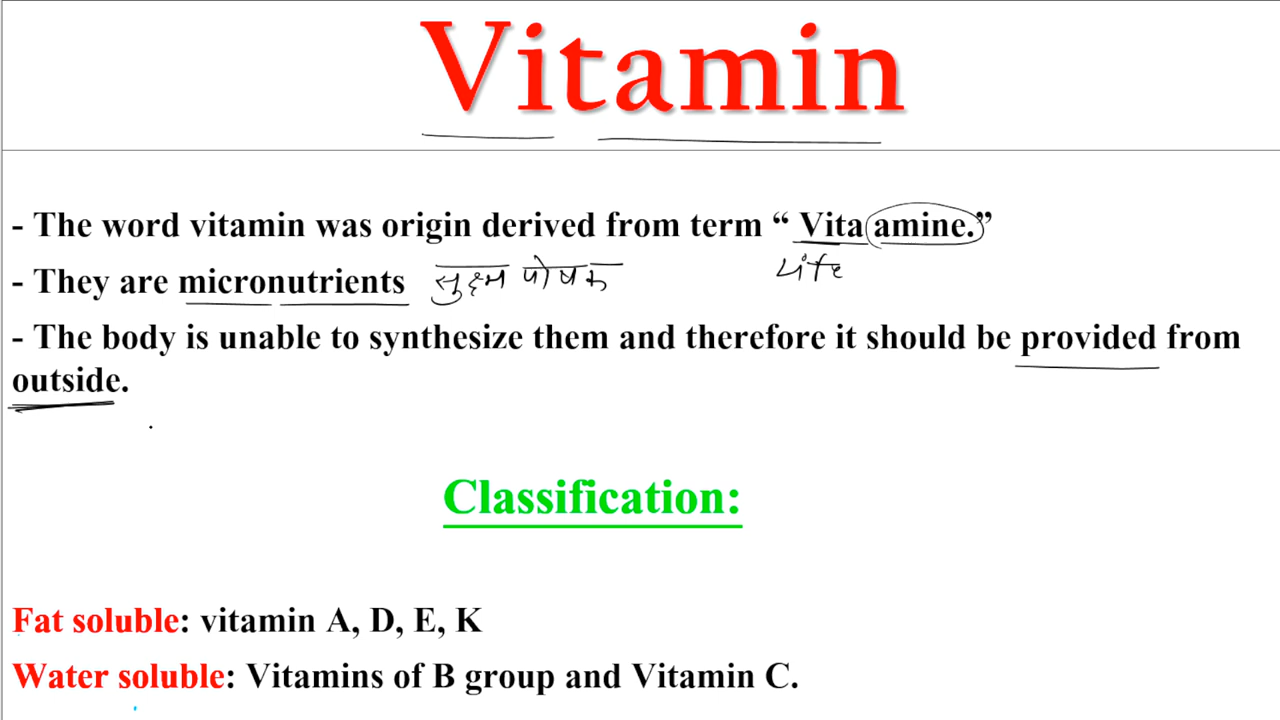 Vitamin
- The word vitamin was origin derived from term “ Vita amine.”
Life
- They are micronutrients सुक्ष्म पोषक
- The body is unable to synthesize them and therefore it should be provided from
outside.
Classification:
Fat soluble: vitamin A, D, E, K
Water soluble: Vitamins of B group and Vitamin C.